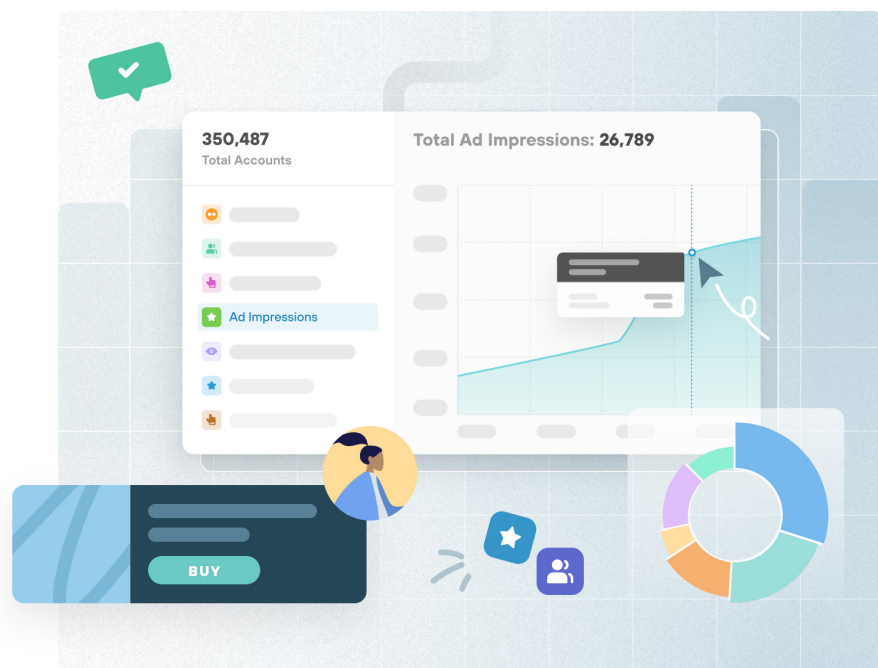 350,487
Total Accounts
Total Ad Impressions: 26,789
Ad Impressions
BUY